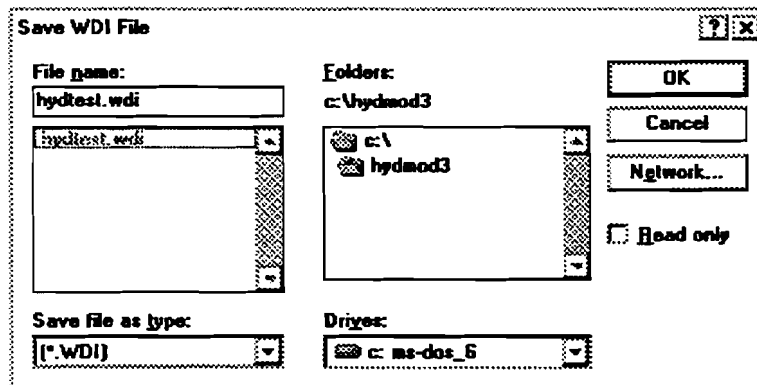 Save WDI File
? x
File name:
hydtest.wdi
hydtest.wdi
Folders:
c:\hydmod3
c:\
hydmod3
OK
Cancel
Network...
Read only
Save file as type:
(*.WDI)
Drives:
c: ms-dos_6